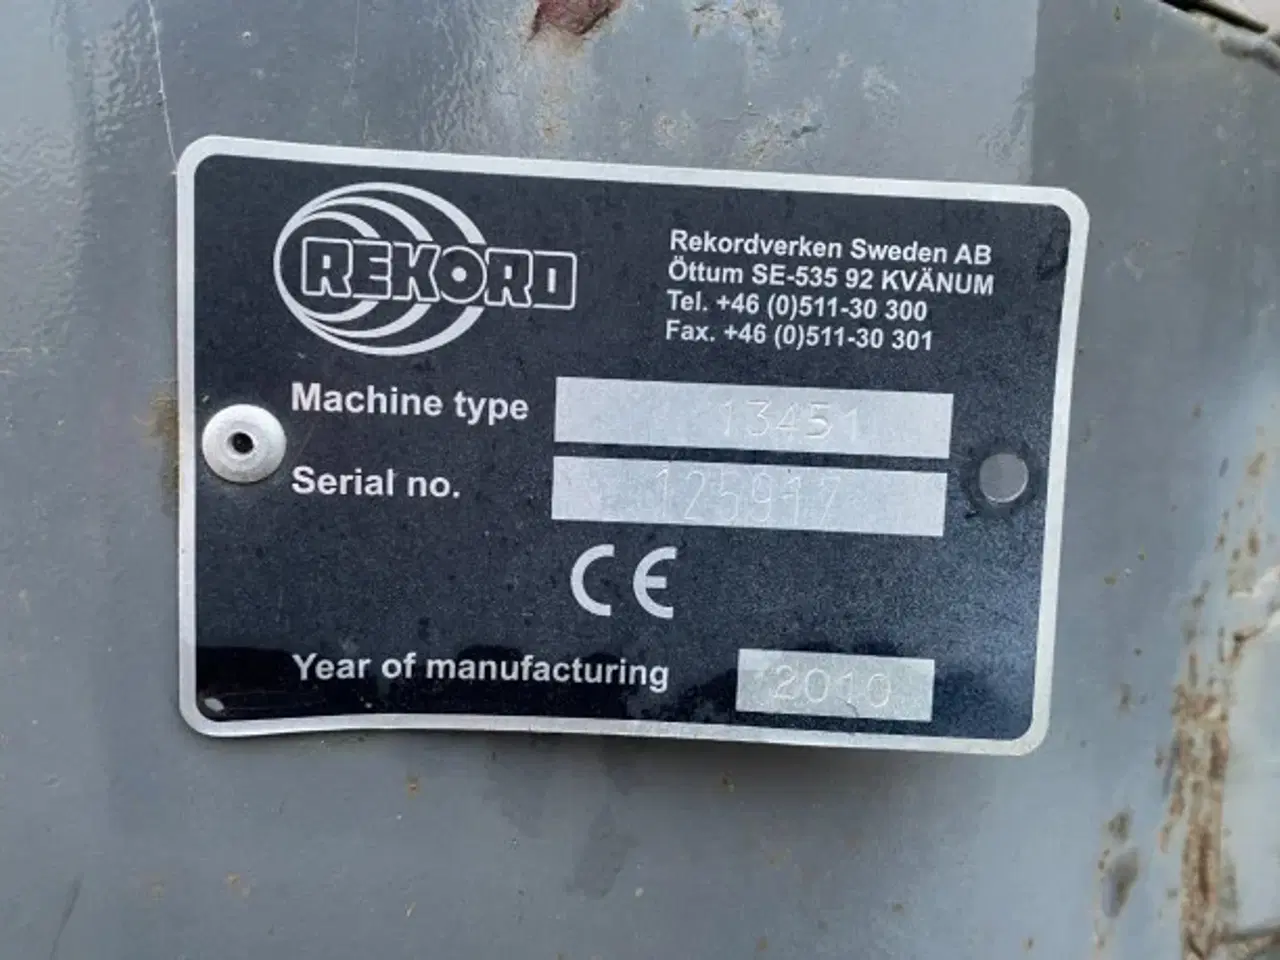 REKORD
Rekordverken Sweden AB
Öttum SE-535 92 KVÄNUM
Tel. +46 (0)511-30 300
Fax. +46 (0)511-30 301
Machine type 13451
Serial no. 125917
CE
Year of manufacturing 2010